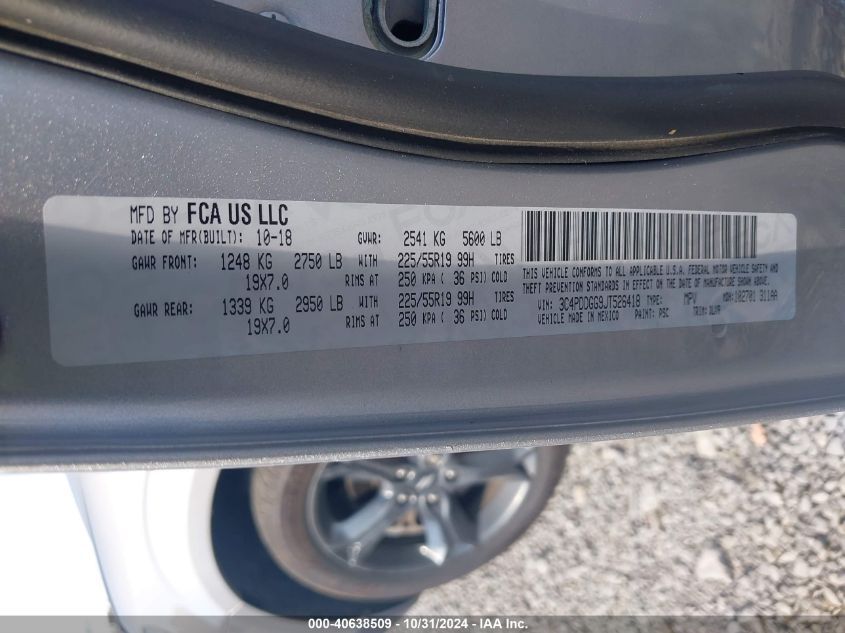 MFD BY FCA US LLC
DATE OF MFR(BUILT): 10-18 GVWR: 2541 KG 5600 LB
GAWR FRONT: 1248 KG 2750 LB WITH 225/55R19 99H TIRES
19X7.0 RIMS AT 250 KPA ( 36 PSI) COLD
GAWR REAR: 1339 KG 2950 LB WITH 225/55R19 99H TIRES
19X7.0 RIMS AT 250 KPA ( 36 PSI) COLD
THIS VEHICLE CONFORMS TO ALL APPLICABLE U.S.A. FEDERAL MOTOR VEHICLE SAFETY AND
THEFT PREVENTION STANDARDS IN EFFECT ON THE DATE OF MANUFACTURE SHOWN ABOVE.
VIN: 3C4PDDGG9JT526418 TYPE: MPV MDH:102701 311AA
VEHICLE MADE IN MEXICO PAINT: PSC TRIM:
000-40638509 - 10/31/2024 - IAA Inc.